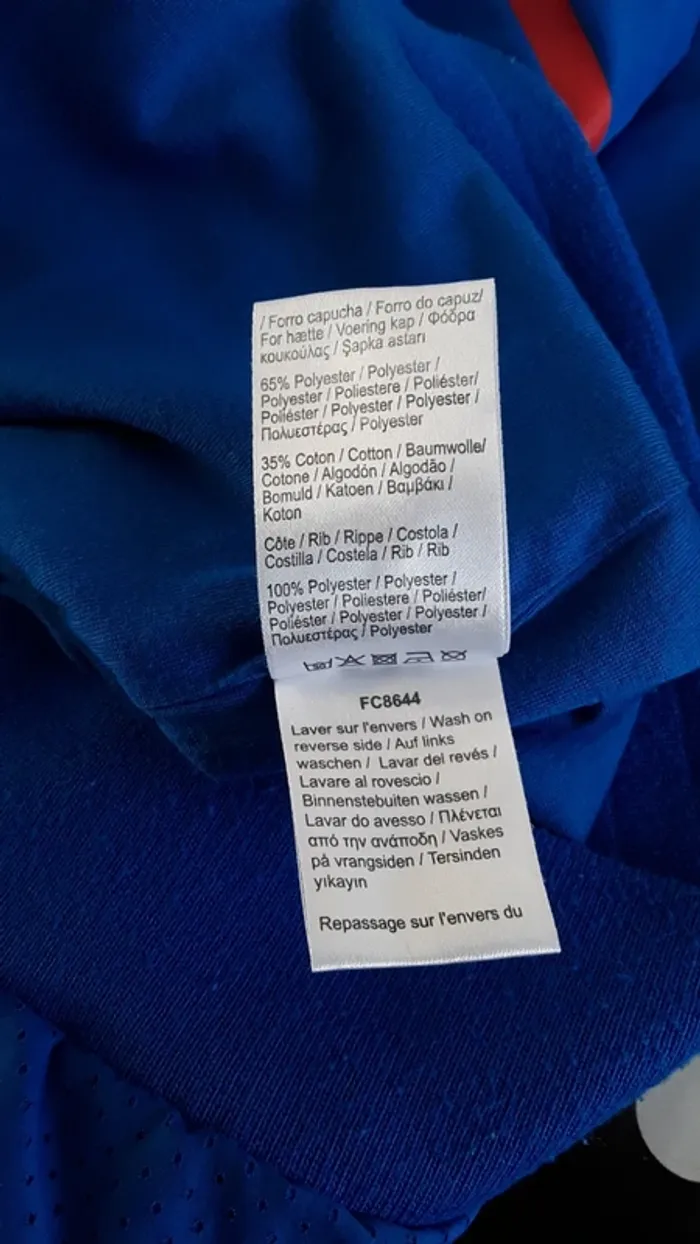 / Forro capucha / Forro do capuz/
For hætte / Voering kap / Φόδρα
κουκούλας / Şapka astarı
65% Polyester / Polyester /
Polyester / Poliestere / Poliéster/
Poliéster / Polyester / Polyester /
Πολυεστέρας / Polyester
35% Coton / Cotton / Baumwolle/
Cotone / Algodón / Algodão /
Bomuld / Katoen / Βαμβάκι /
Koton
Côte / Rib / Rippe / Costola /
Costilla / Costela / Rib / Rib
100% Polyester / Polyester /
Polyester / Poliestere / Poliéster/
Poliéster / Polyester / Polyester /
Πολυεστέρας / Polyester
FC8644
Laver sur l'envers / Wash on
reverse side / Auf links
waschen / Lavar del revés /
Lavare al rovescio /
Binnenstebuiten wassen /
Lavar do avesso / Πλένεται
από την ανάποδη / Vaskes
på vrangsiden / Tersinden
yıkayın
Repassage sur l'envers du